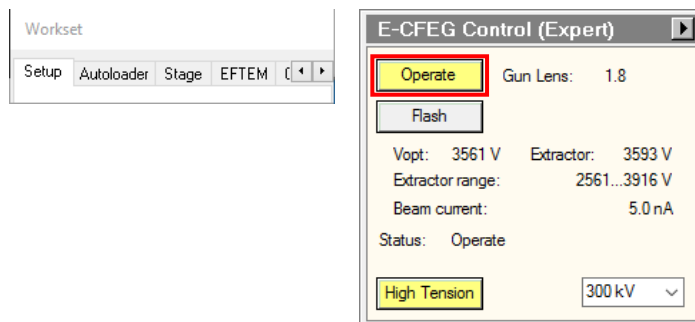 Workset
Setup Autoloader Stage EFTEM
E-CFEG Control (Expert)
Operate Gun Lens: 1.8
Flash
Vopt: 3561 V Extractor: 3593 V
Extractor range: 2561...3916 V
Beam current: 5.0 nA
Status: Operate
High Tension 300 kV